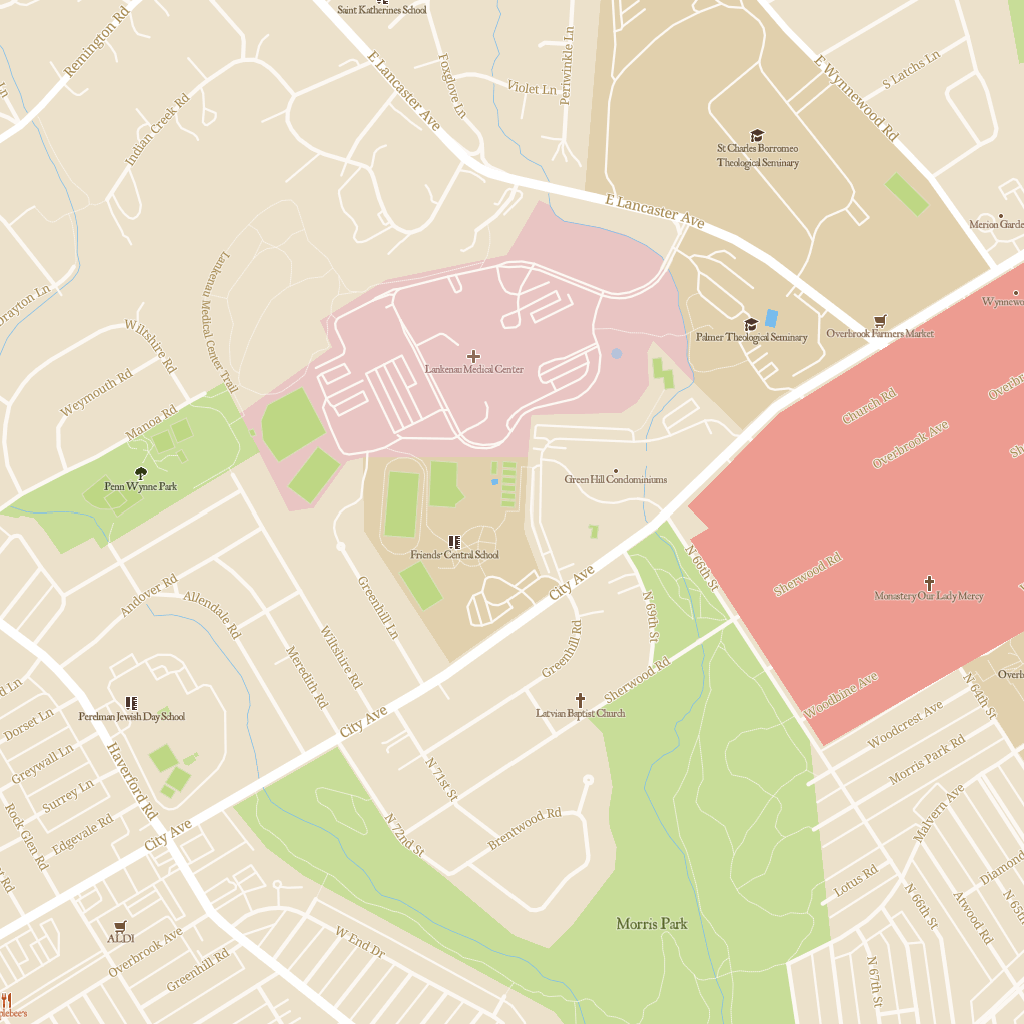 Saint Katherines School
Remington Rd
E Lancaster Ave
Foxglove Ln
Violet Ln
Periwinkle Ln
E Wynnewood Rd
S Latchs Ln
Ln
Indian Creek Rd
St Charles Borromeo
Theological Seminary
E Lancaster Ave
Merion Garde
Drayton Ln
Lankenau Medical Center Trail
Wynnewo
Wiltshire Rd
Palmer Theological Seminary
Overbrook Farmers Market
Lankenau Medical Center
Weymouth Rd
Manoa Rd
Church Rd
Overbro
Overbrook Ave
Sh
Penn Wynne Park
Green Hill Condominiums
Friends' Central School
N 66th St
Sherwood Rd
Monastery Our Lady Mercy
City Ave
Andover Rd
Allendale Rd
Greenhill Ln
N 69th St
Wiltshire Rd
Greenhill Rd
Meredith Rd
Sherwood Rd
Woodbine Ave
N 64th St
Overb
d Ln
Perelman Jewish Day School
Latvian Baptist Church
Dorset Ln
City Ave
Woodcrest Ave
Greywall Ln
Haverford Rd
Morris Park Rd
Surrey Ln
N 71st St
Rock Glen Rd
Edgevale Rd
City Ave
N 72nd St
Brentwood Rd
Malvern Ave
Diamond
Lotus Rd
N 66th St
Atwood Rd
N 65
Morris Park
ALDI
Overbrook Ave
W End Dr
Greenhill Rd
N 67th St
plebee's